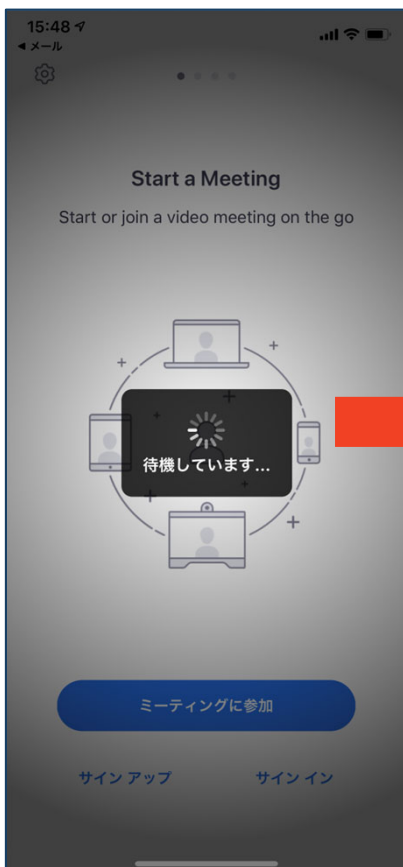 15:48
◀ メール
Start a Meeting
Start or join a video meeting on the go
待機しています...
ミーティングに参加
サイン アップ
サイン イン